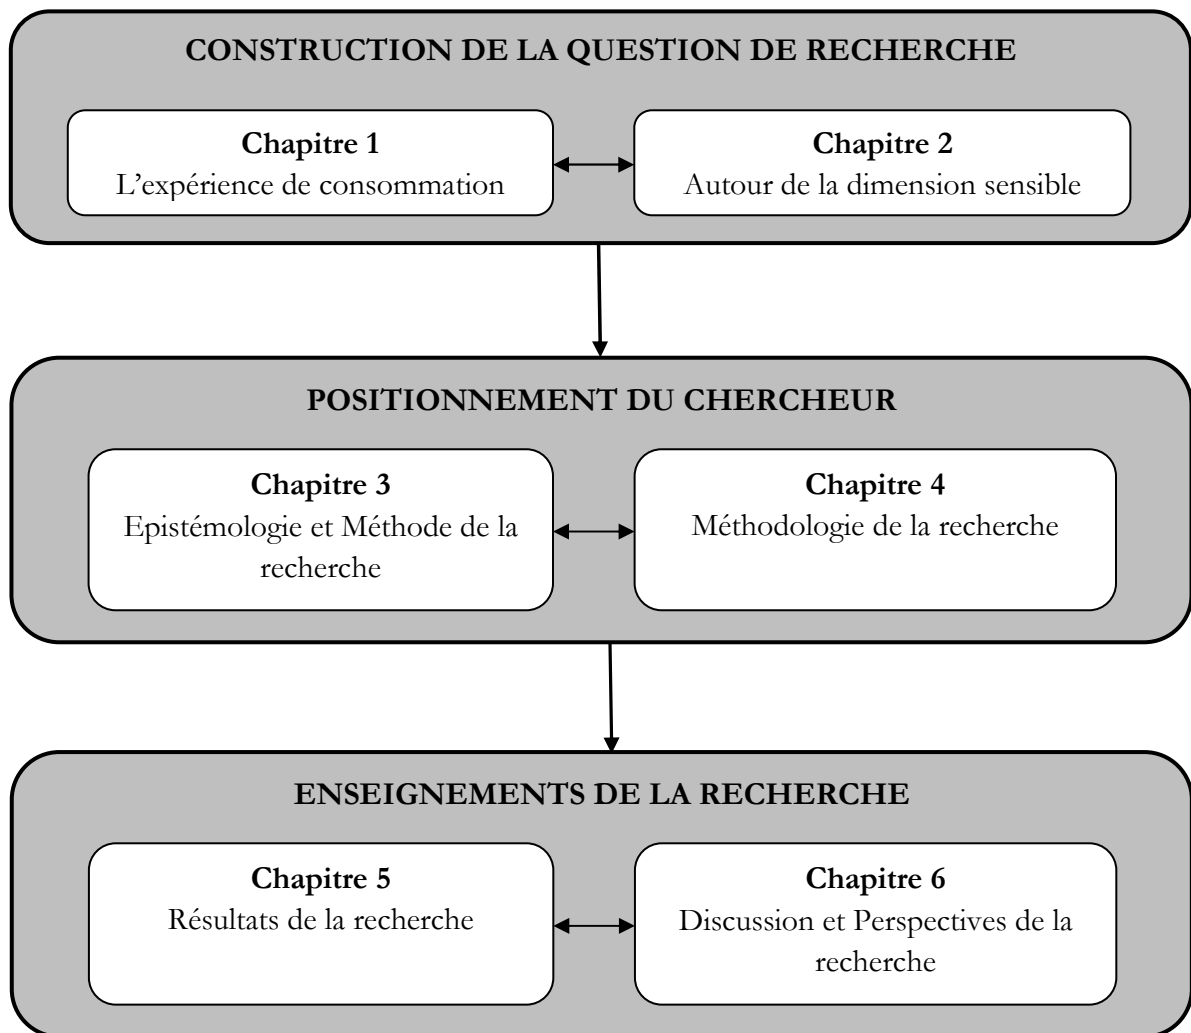 CONSTRUCTION DE LA QUESTION DE RECHERCHE
Chapitre 1
L’expérience de consommation
Chapitre 2
Autour de la dimension sensible
POSITIONNEMENT DU CHERCHEUR
Chapitre 3
Epistémologie et Méthode de la
recherche
Chapitre 4
Méthodologie de la recherche
ENSEIGNEMENTS DE LA RECHERCHE
Chapitre 5
Résultats de la recherche
Chapitre 6
Discussion et Perspectives de la
recherche